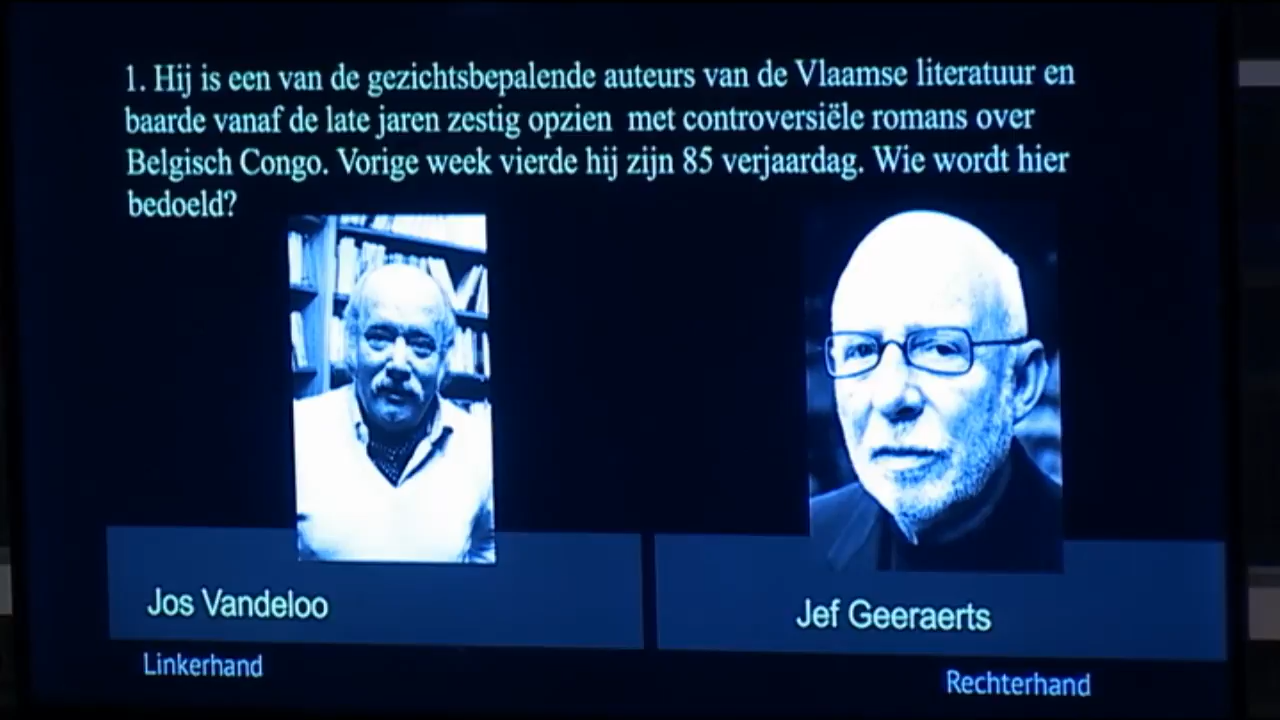 1. Hij is een van de gezichtsbepalende auteurs van de Vlaamse literatuur en
baarde vanaf de late jaren zestig opzien met controversiële romans over
Belgisch Congo. Vorige week vierde hij zijn 85 verjaardag. Wie wordt hier
bedoeld?
Jos Vandeloo
Jef Geeraerts
Linkerhand
Rechterhand